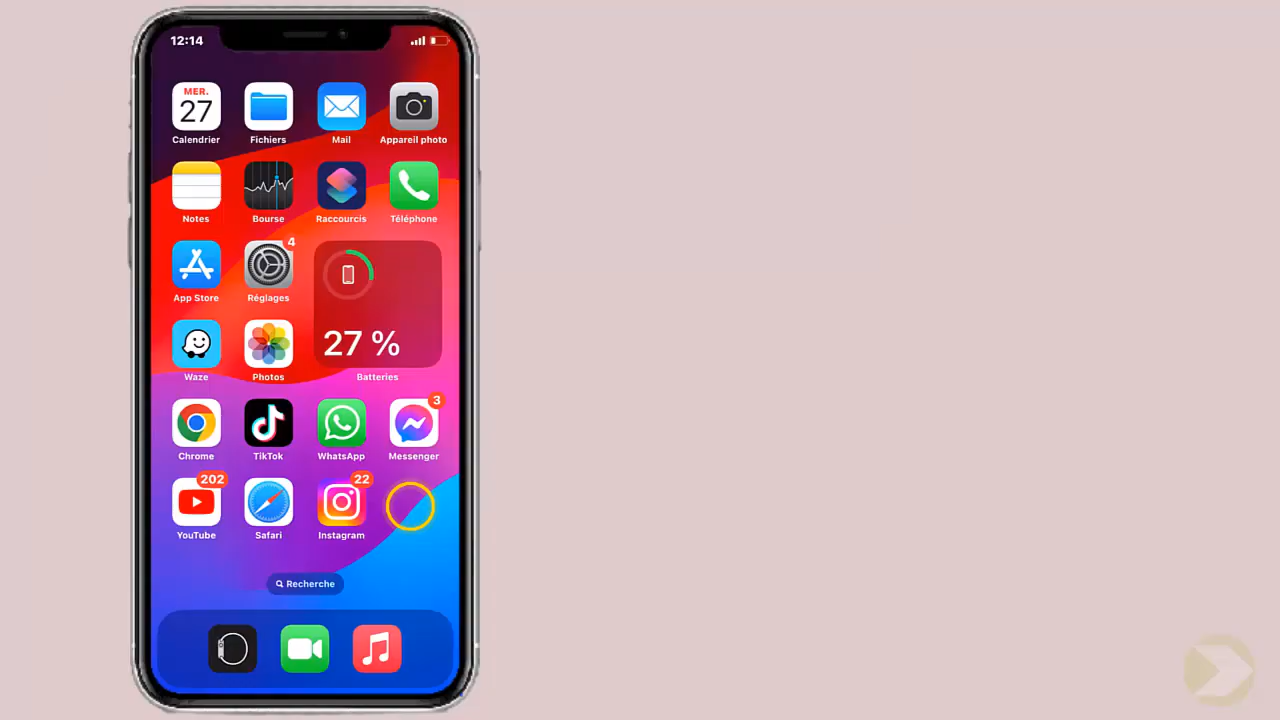 12:14
MER.
27
Calendrier
Fichiers
Mail
Appareil photo
Notes
Bourse
Raccourcis
Téléphone
4
App Store
Réglages
27 %
Waze
Photos
Batteries
3
Chrome
TikTok
WhatsApp
Messenger
202
22
YouTube
Safari
Instagram
Recherche